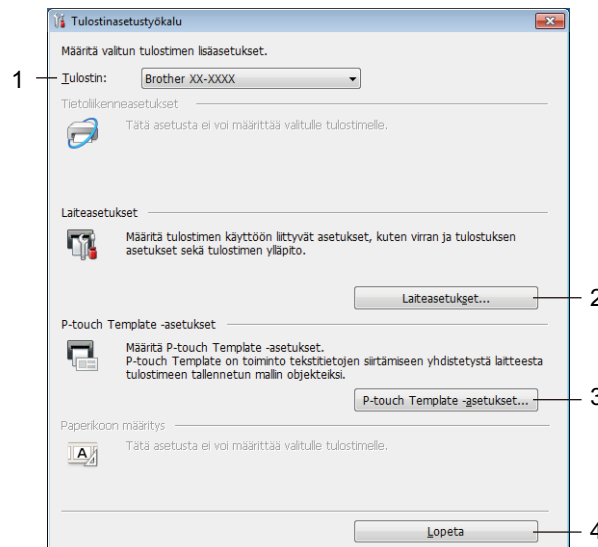 Tulostinasetustyökalu
Määritä valitun tulostimen lisäasetukset.
1
Tulostin:
Brother XX-XXXX
Tietoliikenneasetukset
Tätä asetusta ei voi määrittää valitulle tulostimelle.
Laiteasetukset
Määritä tulostimen käyttöön liittyvät asetukset, kuten virran ja tulostuksen
asetukset sekä tulostimen ylläpito.
Laiteasetukset...
2
P-touch Template -asetukset
Määritä P-touch Template -asetukset.
P-touch Template on toiminto tekstitietojen siirtämiseen yhdistetystä laitteesta
tulostimeen tallennetun mallin objekteiksi.
P-touch Template -asetukset...
3
Paperikoon määritys
A
Tätä asetusta ei voi määrittää valitulle tulostimelle.
Lopeta
4